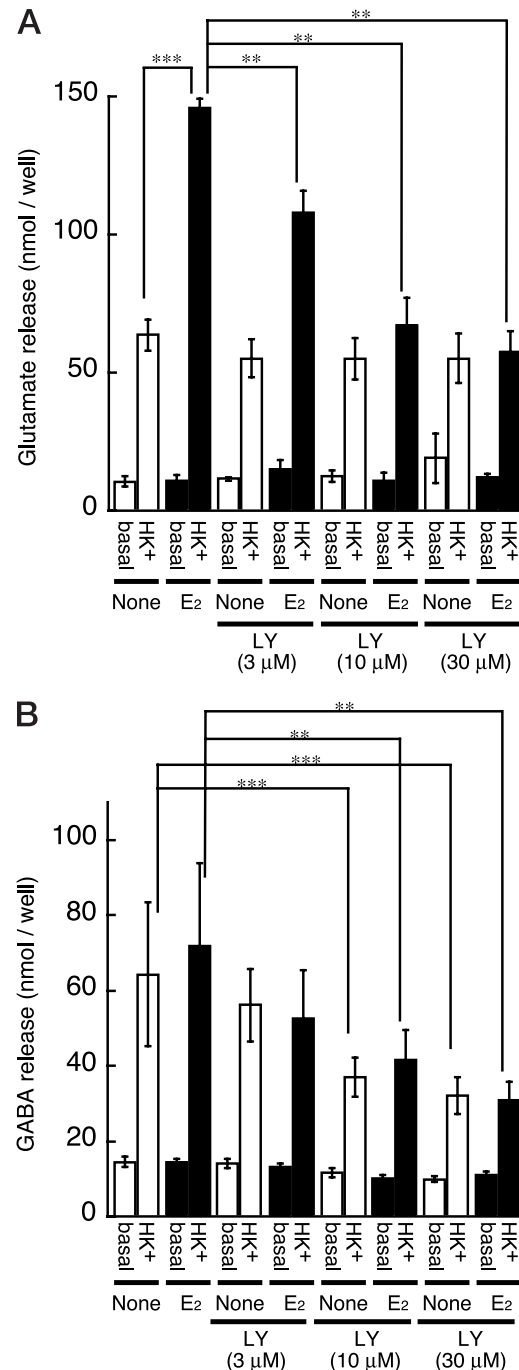 A
**
**
*** **
150
100
50
0
Glutamate release (nmol / well)
basal HK+ basal HK+ basal HK+ basal HK+ basal HK+ basal HK+ basal HK+ basal HK+
None E2 None E2 None E2 None E2
LY LY LY
(3 μM) (10 μM) (30 μM)
B
**
**
***
***
100
80
60
40
20
0
GABA release (nmol / well)
basal HK+ basal HK+ basal HK+ basal HK+ basal HK+ basal HK+ basal HK+ basal HK+
None E2 None E2 None E2 None E2
LY LY LY
(3 μM) (10 μM) (30 μM)